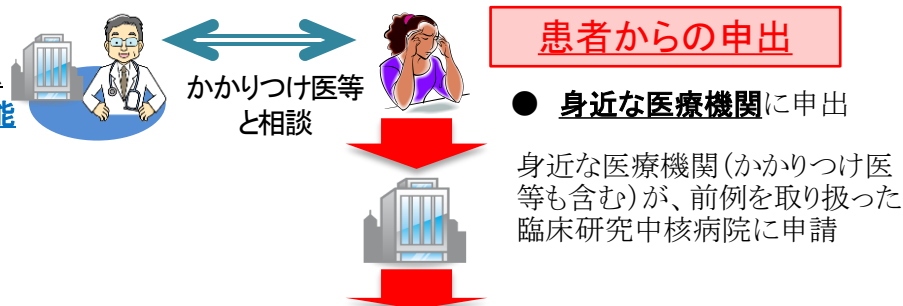 患者からの申出
かかりつけ医等
と相談
能
● 身近な医療機関に申出
身近な医療機関(かかりつけ医
等も含む)が、前例を取り扱った
臨床研究中核病院に申請